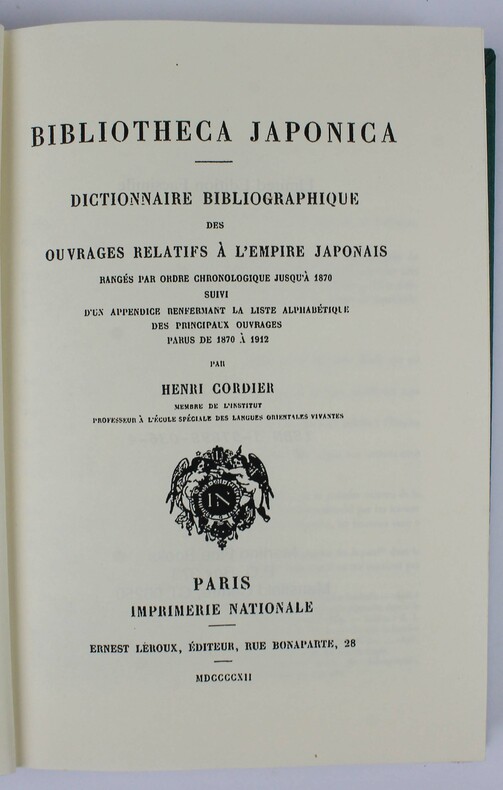 BIBLIOTHECA JAPONICA
DICTIONNAIRE BIBLIOGRAPHIQUE
DES
OUVRAGES RELATIFS À L'EMPIRE JAPONAIS
RANGÉS PAR ORDRE CHRONOLOGIQUE JUSQU'À 1870
SUIVI
D'UN APPENDICE RENFERMANT LA LISTE ALPHABÉTIQUE
DES PRINCIPAUX OUVRAGES
PARUS DE 1870 À 1912
PAR
HENRI CORDIER
MEMBRE DE L'INSTITUT
PROFESSEUR À L'ÉCOLE SPÉCIALE DES LANGUES ORIENTALES VIVANTES
IN
PARIS
IMPRIMERIE NATIONALE
ERNEST LEROUX, ÉDITEUR, RUE BONAPARTE, 28
MDCCCCXII